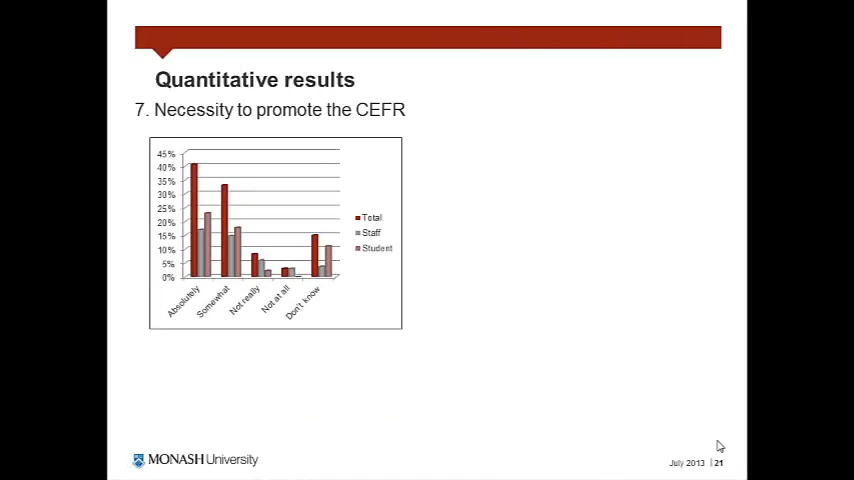 Quantitative results
7. Necessity to promote the CEFR
45%
40%
35%
30%
25%
20%
15%
10%
5%
0%
Absolutely
Somewhat
Not really
Not at all
Don't know
Total
Staff
Student
MONASH University
July 2013 | 21